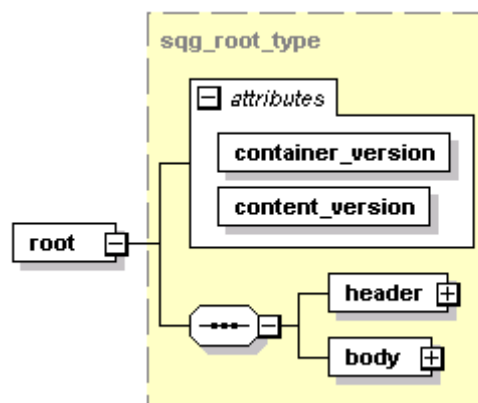 sqg_root_type
attributes
container_version
content_version
root
header
body